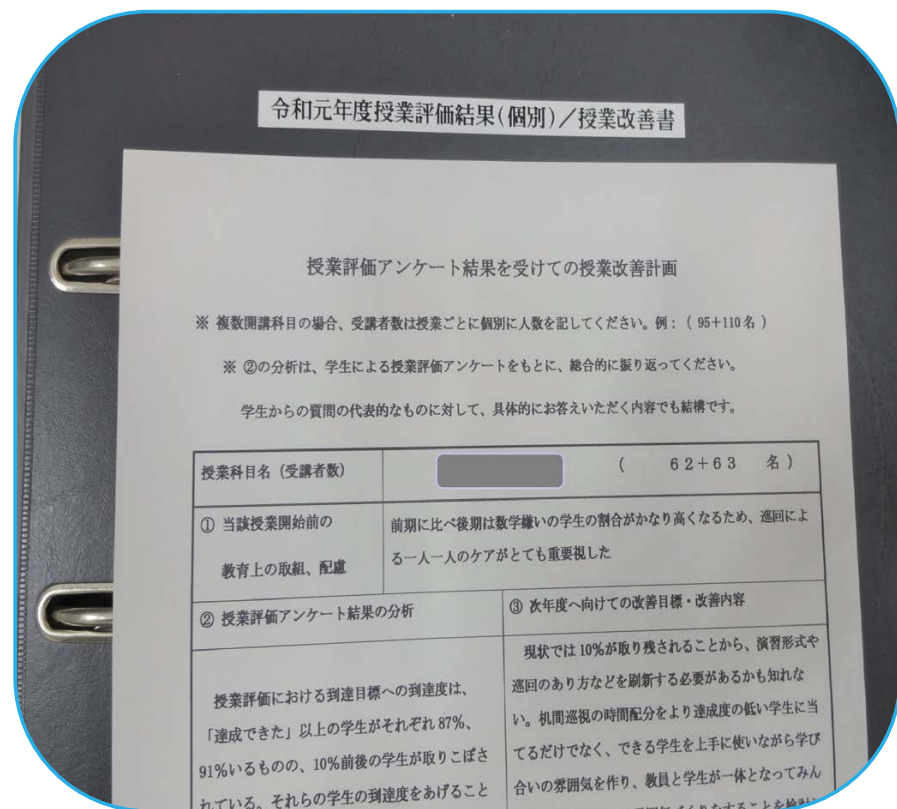 令和元年度授業評価結果(個別)/授業改善書
授業評価アンケート結果を受けての授業改善計画
※ 複数開講科目の場合、受講者数は授業ごとに個別に人数を記してください。例:( 95+110名 )
※ ②の分析は、学生による授業評価アンケートをもとに、総合的に振り返ってください。
学生からの質問の代表的なものに対して、具体的にお答えいただく内容でも結構です。
授業科目名(受講者数)
( 62+63 名)
① 当該授業開始前の
教育上の取組、配慮
前期に比べ後期は数学嫌いの学生の割合がかなり高くなるため、巡回によ
る一人一人のケアがとても重要視した
② 授業評価アンケート結果の分析
授業評価における到達目標への到達度は、
「達成できた」以上の学生がそれぞれ87%、
91%いるものの、10%前後の学生が取りこぼさ
れている。それらの学生の到達度をあげること
③ 次年度へ向けての改善目標・改善内容
現状では10%が取り残されることから、演習形式や
巡回のあり方などを刷新する必要があるかも知れな
い。机間巡視の時間配分をより達成度の低い学生に当
てるだけでなく、できる学生を上手に使いながら学び
合いの雰囲気を作り、教員と学生が一体となってみん